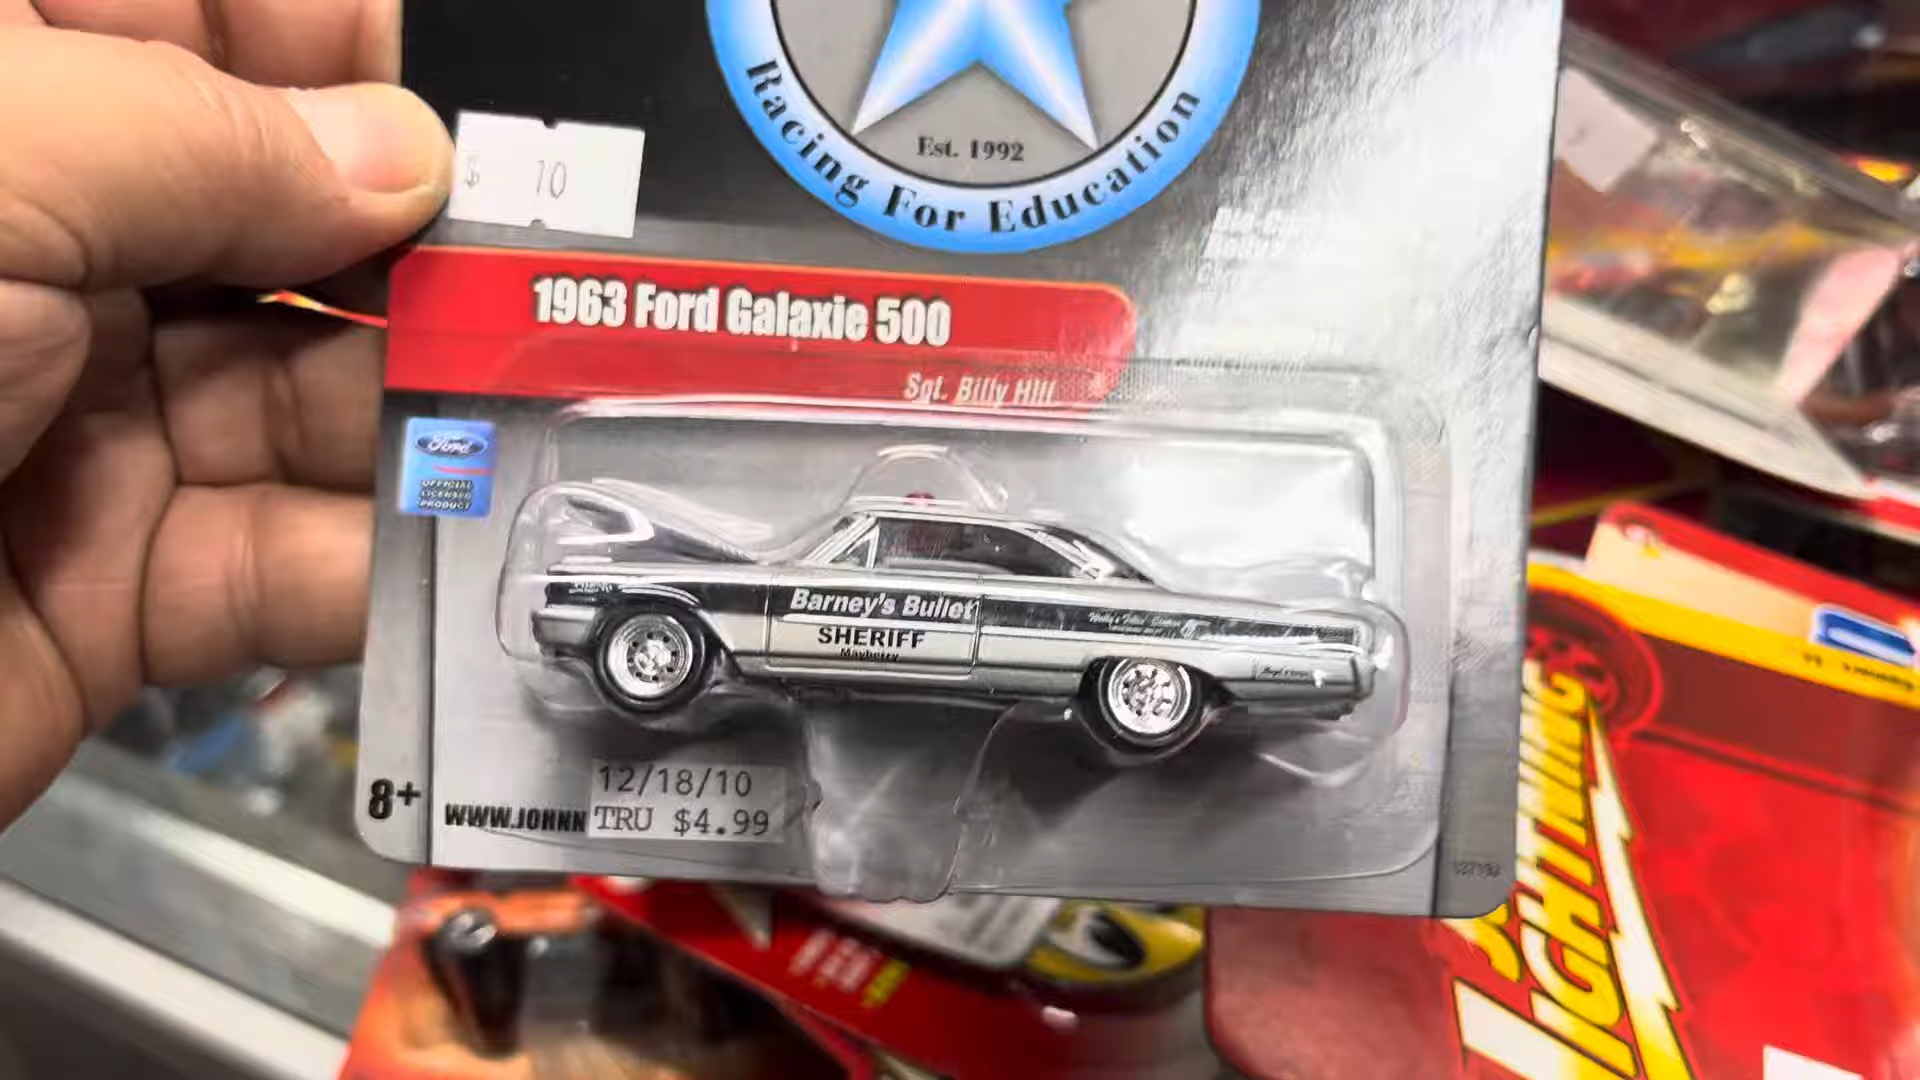 Est. 1992
Racing For Education
$ 10
1963 Ford Galaxie 500
Sgt. Billy Hill
Ford
OFFICIAL
LICENSED
PRODUCT
Barney's Bullet
SHERIFF
Mayberry
12/18/10
8+
WWW.JOHNN
TRU $4.99
LIGHTNING